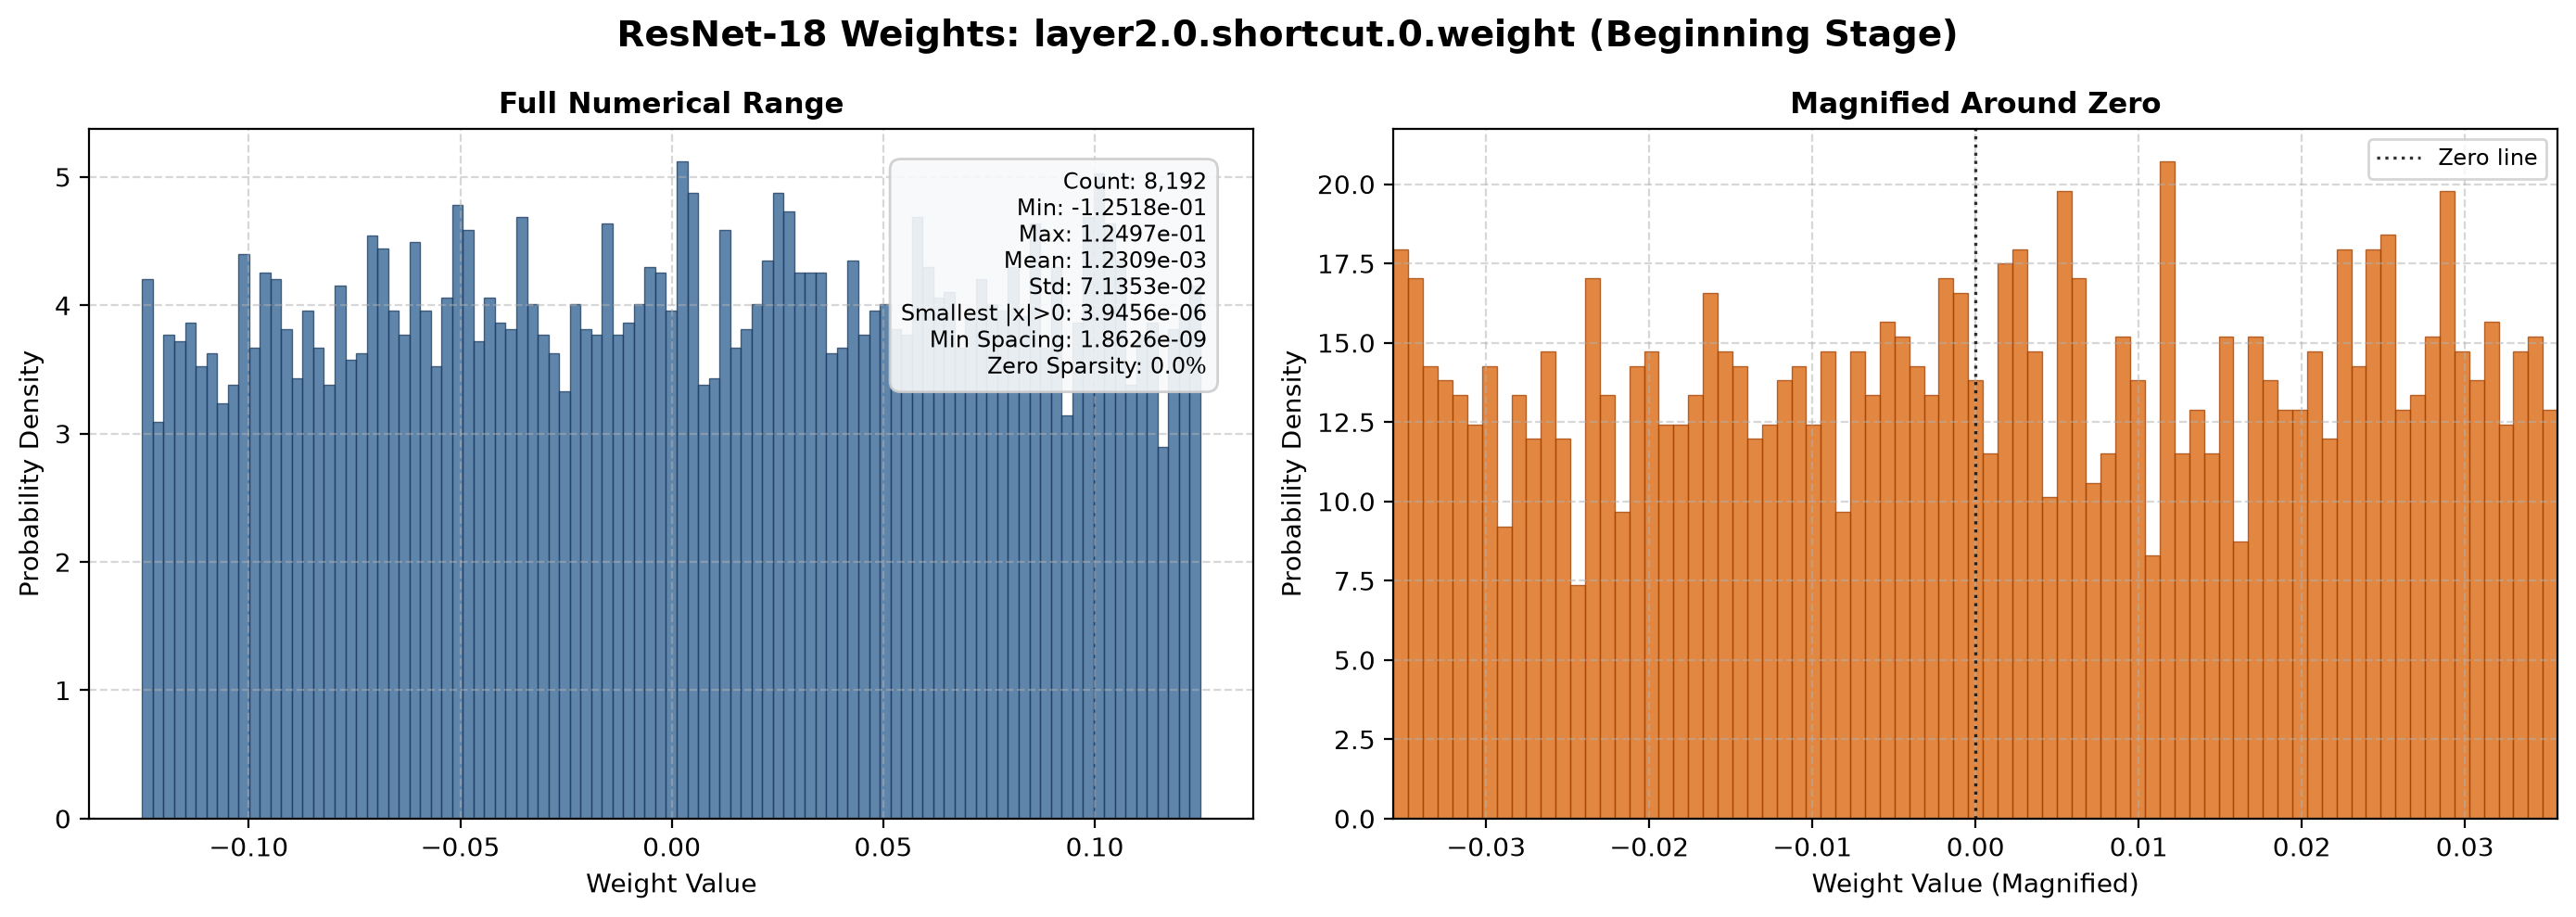 ResNet-18 Weights: layer2.0.shortcut.0.weight (Beginning Stage)
Full Numerical Range
Probability Density
5
4
3
2
1
0
Count: 8,192
Min: -1.2518e-01
Max: 1.2497e-01
Mean: 1.2309e-03
Std: 7.1353e-02
Smallest |x|>0: 3.9456e-06
Min Spacing: 1.8626e-09
Zero Sparsity: 0.0%
−0.10 −0.05 0.00 0.05 0.10
Weight Value
Magnified Around Zero
Probability Density
20.0
17.5
15.0
12.5
10.0
7.5
5.0
2.5
0.0
Zero line
−0.03 −0.02 −0.01 0.00 0.01 0.02 0.03
Weight Value (Magnified)